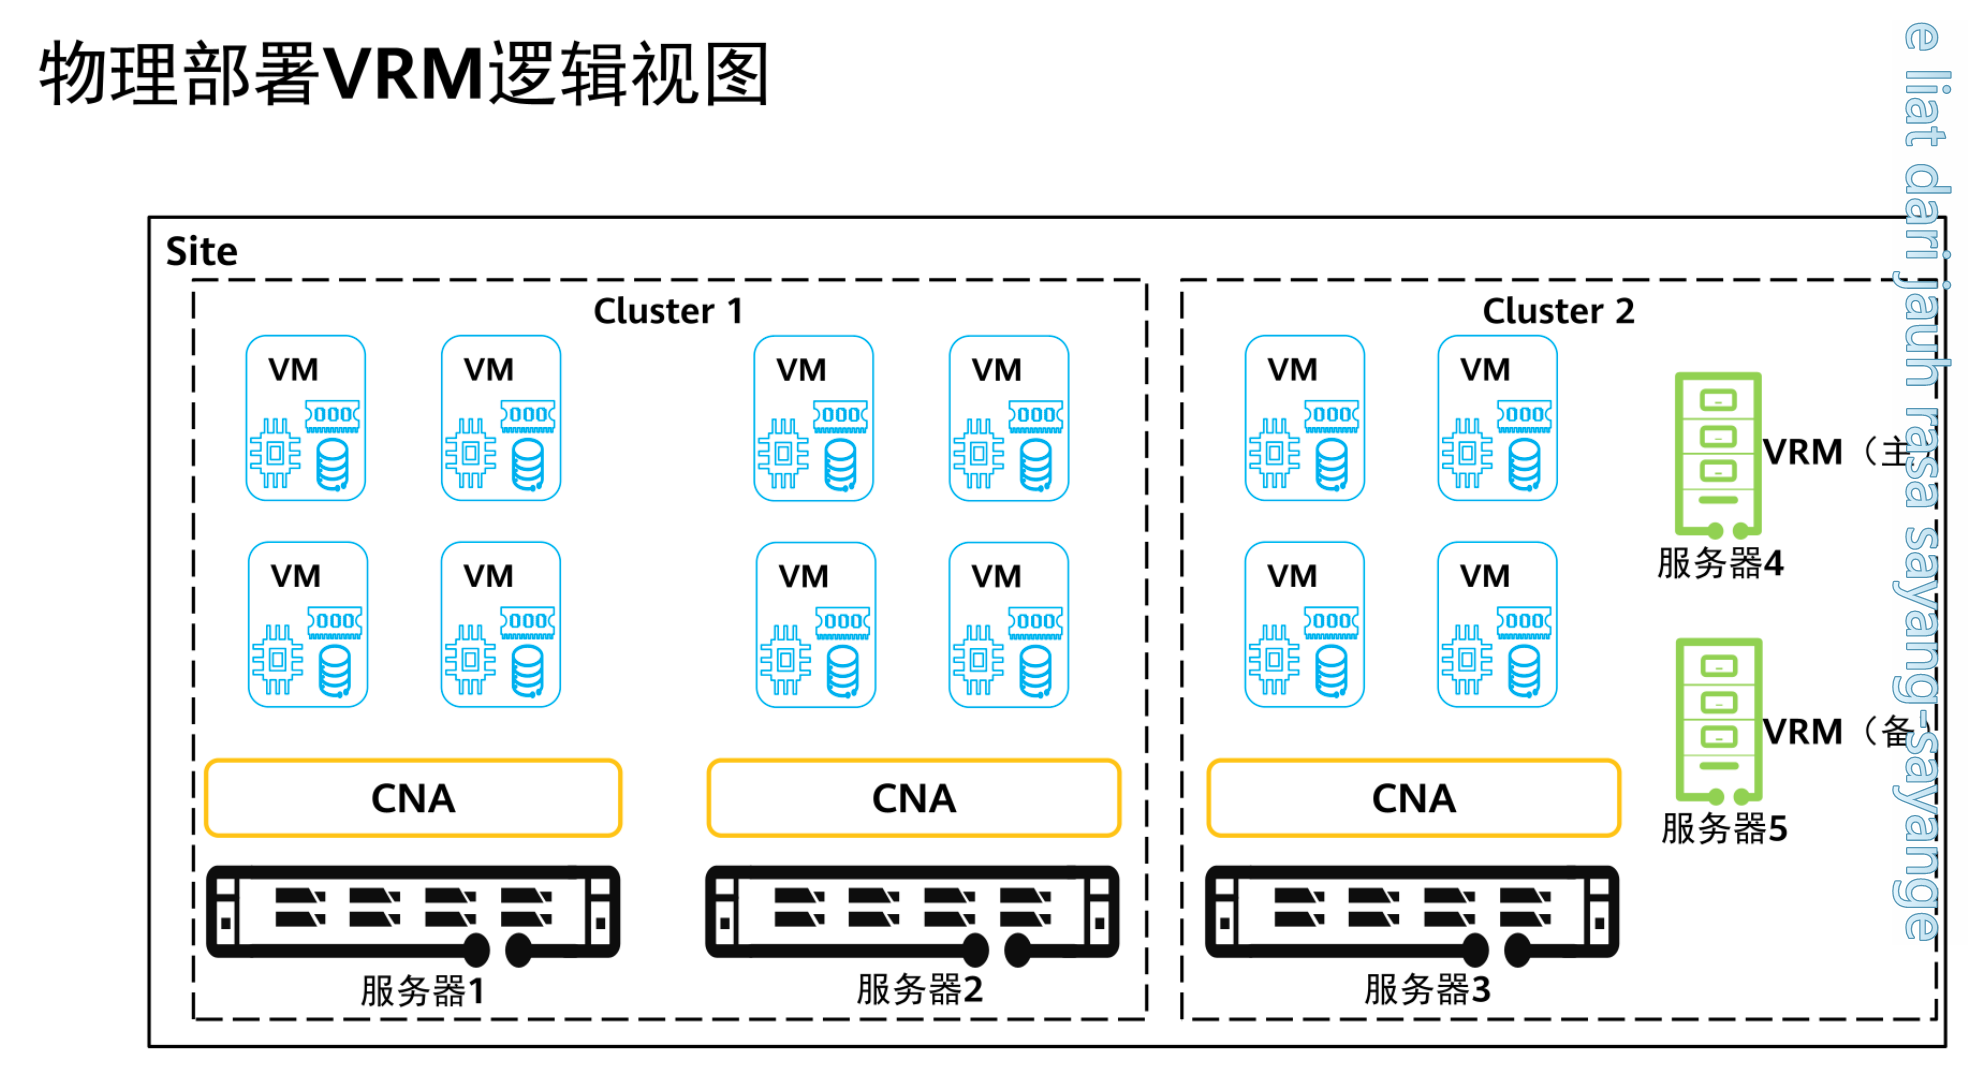 物理部署VRM逻辑视图
Site
Cluster 1
Cluster 2
VM
VM
VM
VM
VM
VM
VRM（主）
服务器4
VM
VM
VM
VM
VM
VM
VRM（备）
服务器5
CNA
CNA
CNA
服务器1
服务器2
服务器3
e liat dari jauh rasa sayang-sayange